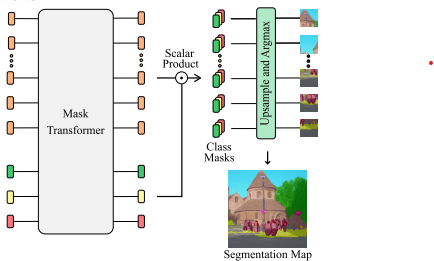 Mask
Transformer
Scalar
Product
Class
Masks
Upsample and Argmax
Segmentation Map